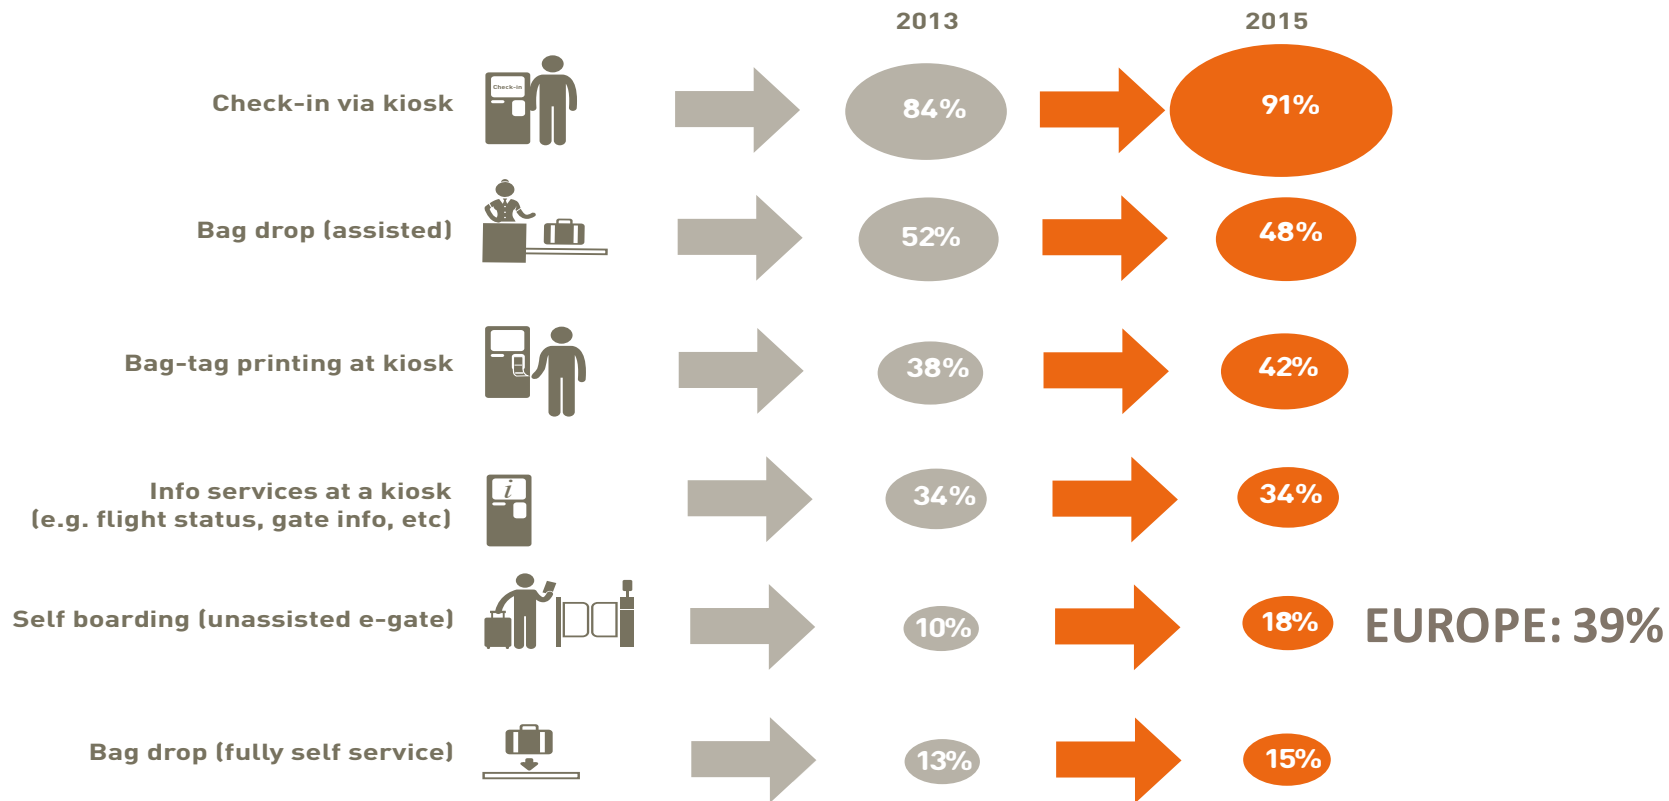 2013 2015
Check-in via kiosk Check-in 84% 91%
Bag drop (assisted) 52% 48%
Bag-tag printing at kiosk 38% 42%
Info services at a kiosk
(e.g. flight status, gate info, etc) i 34% 34%
Self boarding (unassisted e-gate) 10% 18% EUROPE: 39%
Bag drop (fully self service) 13% 15%